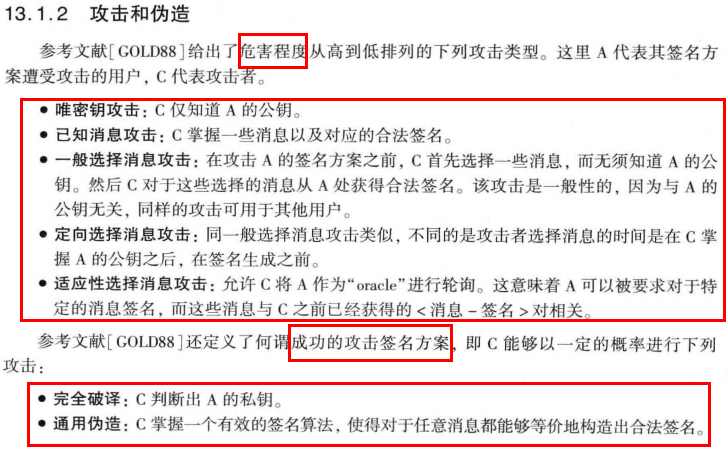 13.1.2 攻击和伪造
参考文献[GOLD88]给出了危害程度从高到低排列的下列攻击类型。这里 A 代表其签名方
案遭受攻击的用户，C 代表攻击者。
● 唯密钥攻击：C 仅知道 A 的公钥。
● 已知消息攻击：C 掌握一些消息以及对应的合法签名。
● 一般选择消息攻击：在攻击 A 的签名方案之前，C 首先选择一些消息，而无须知道 A 的公
钥。然后 C 对于这些选择的消息从 A 处获得合法签名。该攻击是一般性的，因为与 A 的
公钥无关，同样的攻击可用于其他用户。
● 定向选择消息攻击：同一般选择消息攻击类似，不同的是攻击者选择消息的时间是在 C 掌
握 A 的公钥之后，在签名生成之前。
● 适应性选择消息攻击：允许 C 将 A 作为“oracle”进行轮询。这意味着 A 可以被要求对于特
定的消息签名，而这些消息与 C 之前已经获得的 <消息 - 签名> 对相关。
参考文献[GOLD88]还定义了何谓成功的攻击签名方案，即 C 能够以一定的概率进行下列
攻击：
● 完全破译：C 判断出 A 的私钥。
● 通用伪造：C 掌握一个有效的签名算法，使得对于任意消息都能够等价地构造出合法签名。